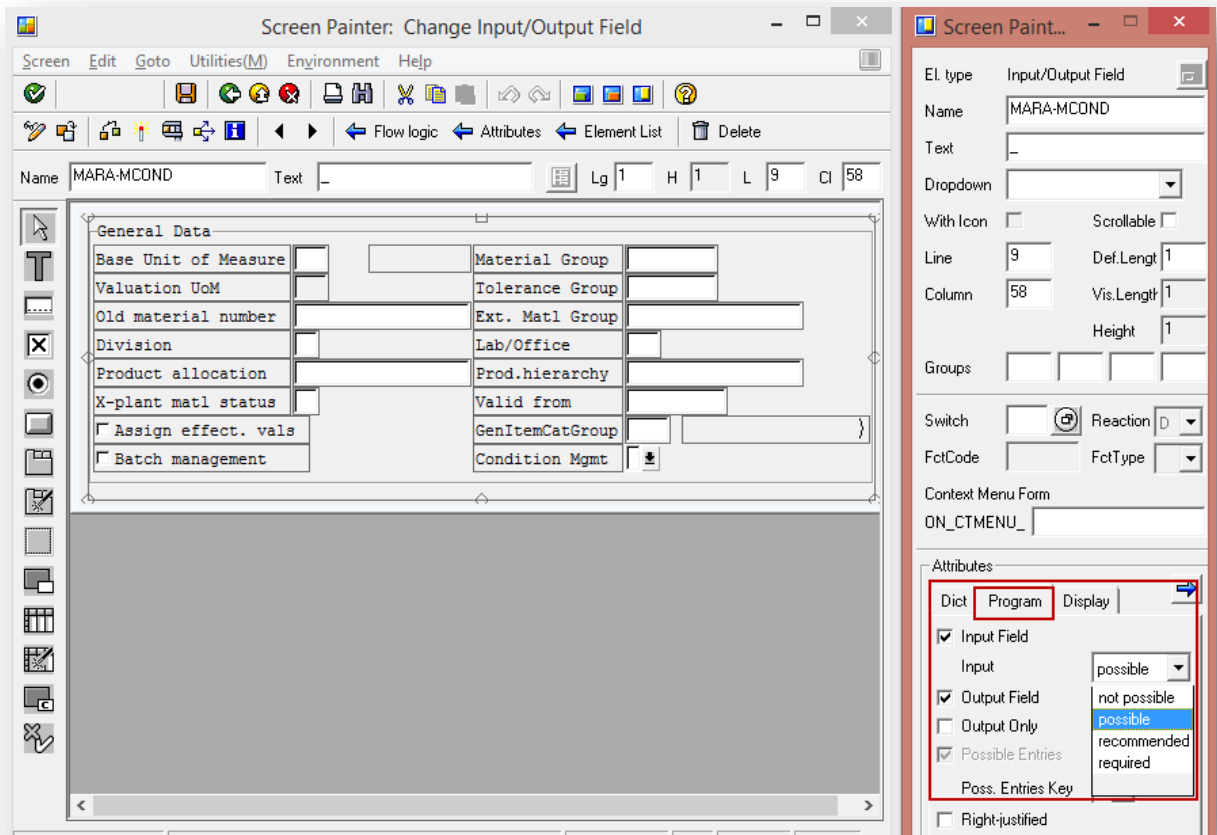 Screen Painter: Change Input/Output Field
Screen Edit Goto Utilities(M) Environment Help
Flow logic Attributes Element List Delete
Name MARA-MCOND Text _ Lg 1 H 1 L 9 Cl 58
General Data
Base Unit of Measure Material Group
Valuation UoM Tolerance Group
Old material number Ext. Matl Group
Division Lab/Office
Product allocation Prod.hierarchy
X-plant matl status Valid from
Assign effect. vals GenItemCatGroup
Batch management Condition Mgmt
Screen Paint...
El. type Input/Output Field
Name MARA-MCOND
Text _
Dropdown
With Icon Scrollable
Line 9 Def.Lengt 1
Column 58 Vis.Length 1
Height 1
Groups
Switch Reaction D
FctCode FctType
Context Menu Form
ON_CTMENU_
Attributes
Dict Program Display
Input Field
Input possible
Output Field not possible
possible
Output Only
recommended
Possible Entries
required
Poss. Entries Key
Right-justified